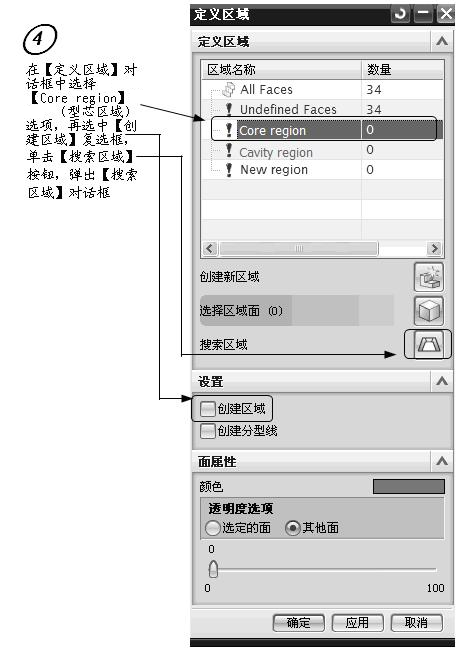 4
在【定义区域】对
话框中选择
【Core region】
(型芯区域)
选项，再选中【创
建区域】复选框，
单击【搜索区域】
按钮，弹出【搜索
区域】对话框
定义区域
定义区域
区域名称 数量
All Faces 34
Undefined Faces 34
Core region 0
Cavity region 0
New region 0
创建新区域
选择区域面 (0)
搜索区域
设置
创建区域
创建分型线
面属性
颜色
透明度选项
选定的面 其他面
0
0 100
确定 应用 取消